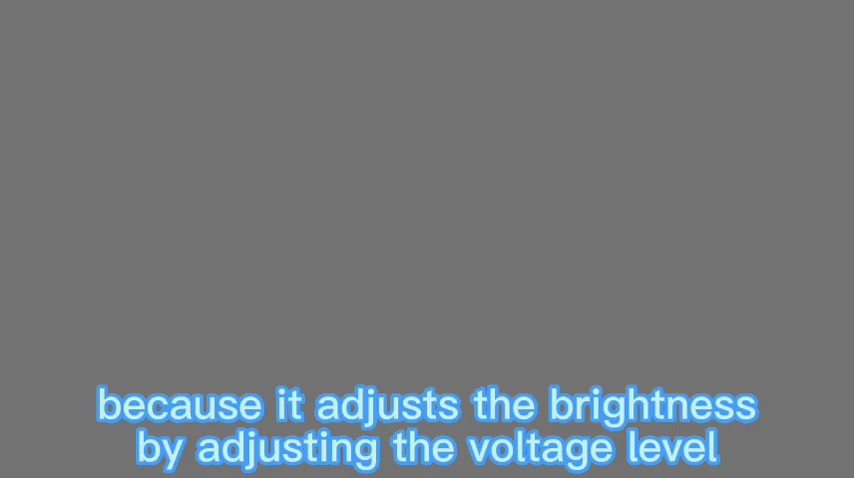 because it adjusts the brightness
by adjusting the voltage level